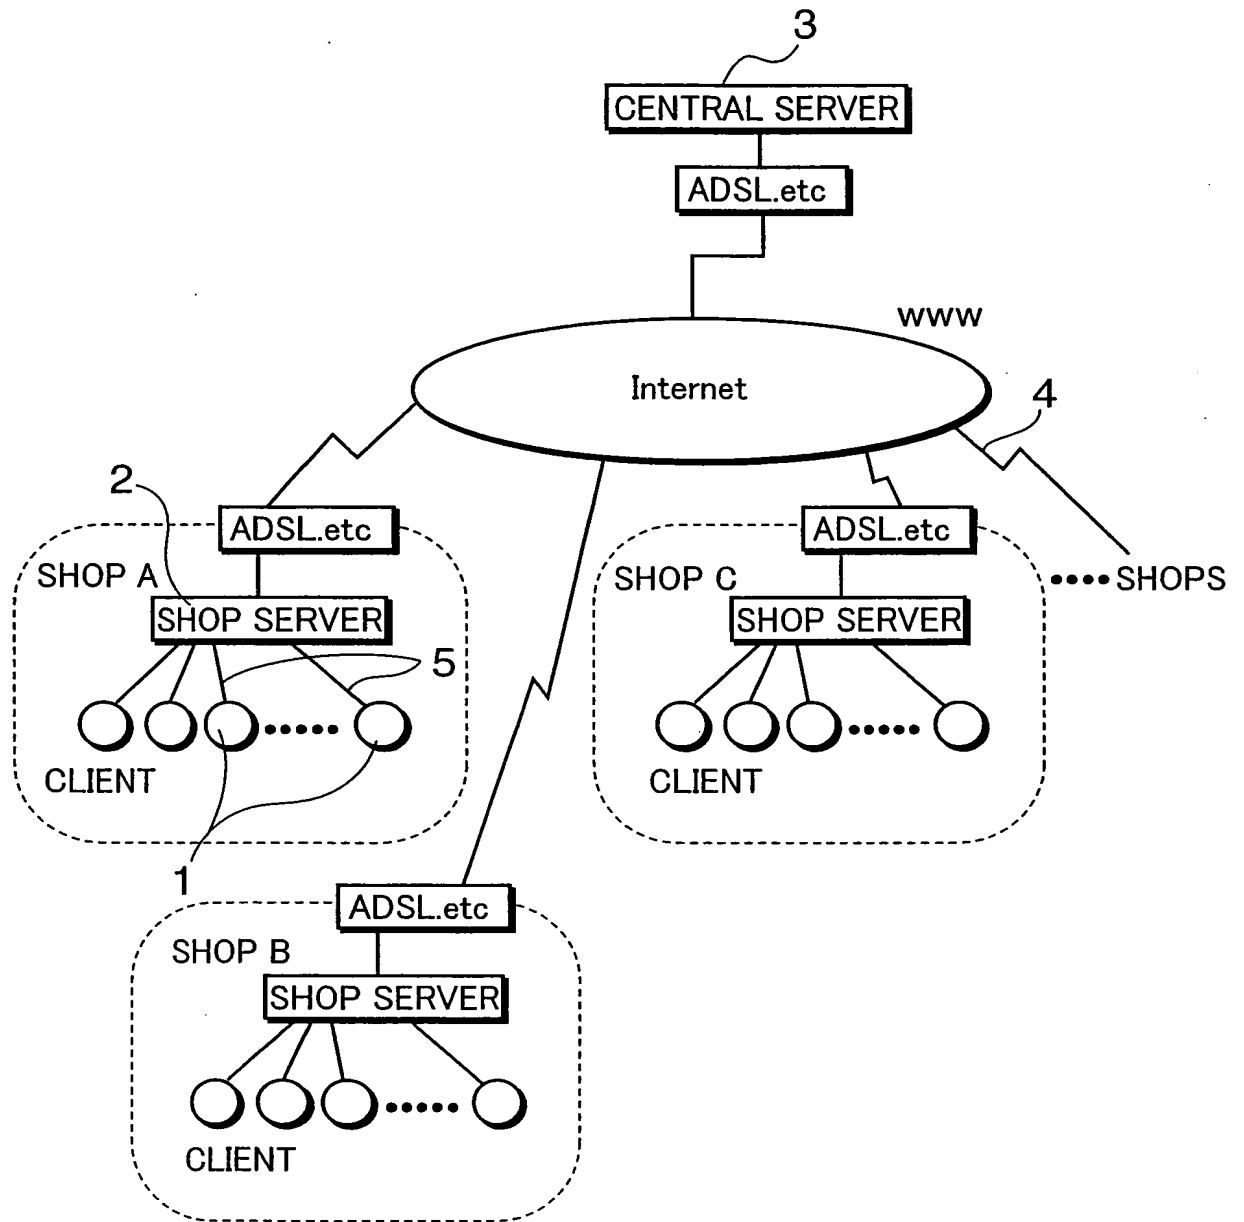 3
CENTRAL SERVER
ADSL.etc
WWW
Internet
4
2
ADSL.etc
ADSL.etc
SHOP A
SHOP C
SHOPS
SHOP SERVER
SHOP SERVER
5
CLIENT
CLIENT
1
ADSL.etc
SHOP B
SHOP SERVER
CLIENT